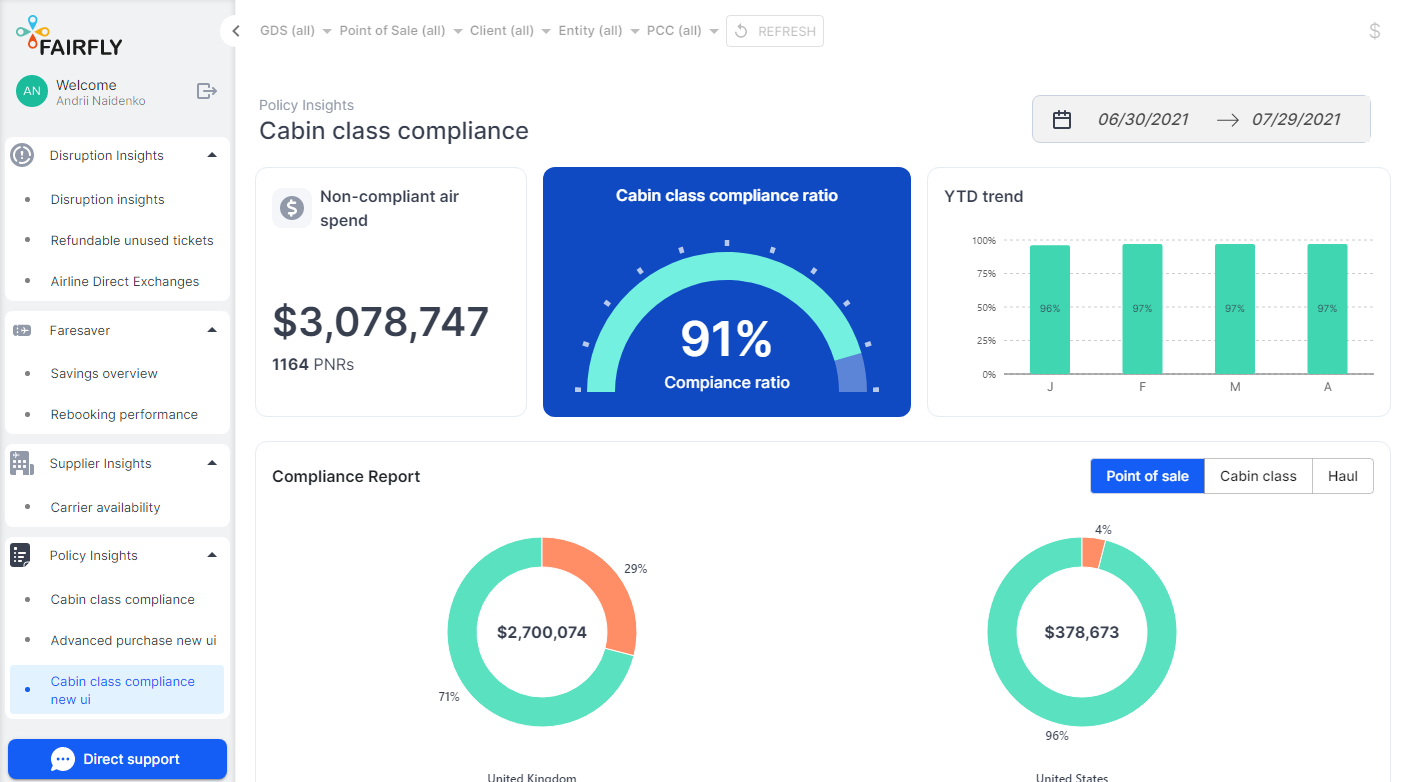 FAIRFLY
AN
Welcome
Andrii Naidenko
Disruption Insights
Disruption insights
Refundable unused tickets
Airline Direct Exchanges
Faresaver
Savings overview
Rebooking performance
Supplier Insights
Carrier availability
Policy Insights
Cabin class compliance
Advanced purchase new ui
Cabin class compliance
new ui
Direct support
GDS (all) Point of Sale (all) Client (all) Entity (all) PCC (all) REFRESH $
Policy Insights
Cabin class compliance
06/30/2021 → 07/29/2021
$
Non-compliant air
spend
$3,078,747
1164 PNRs
Cabin class compliance ratio
91%
Compiance ratio
YTD trend
100%
75%
50%
25%
0%
96% 97% 97% 97%
J F M A
Compliance Report
Point of sale Cabin class Haul
29%
$2,700,074
71%
United Kingdom
4%
$378,673
96%
United States